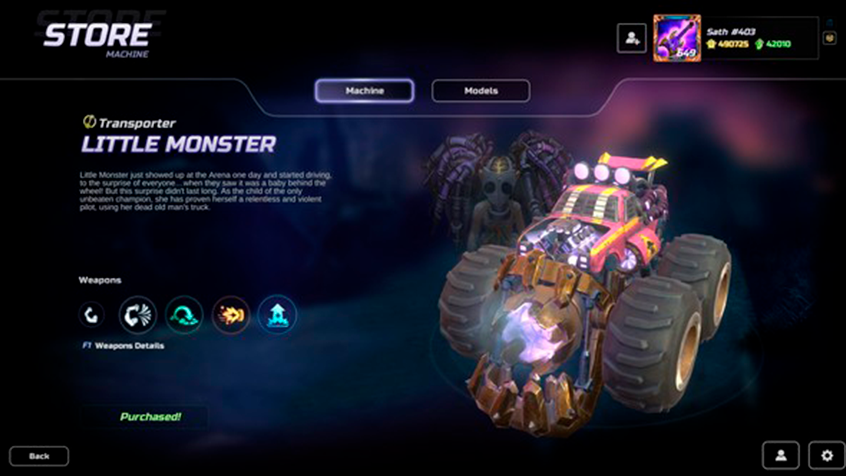 STORE
MACHINE
649
Sath #403
490725 42010
Machine Models
Transporter
LITTLE MONSTER
Little Monster just showed up at the Arena one day and started driving,
to the surprise of everyone... when they saw it was a baby behind the
wheel! But this surprise didn't last long. As the child of the only
unbeaten champion, she has proven herself a relentless and violent
pilot, using her dead old man's truck.
Weapons
F1 Weapons Details
Purchased!
Back